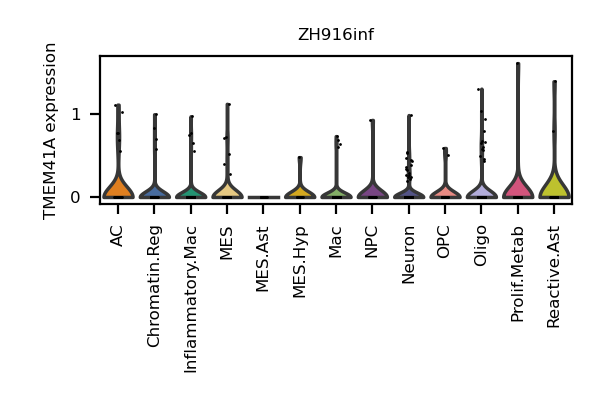 ZH916inf
TMEM41A expression
1
0
AC
Chromatin.Reg
Inflammatory.Mac
MES
MES.Ast
MES.Hyp
Mac
NPC
Neuron
OPC
Oligo
Prolif.Metab
Reactive.Ast